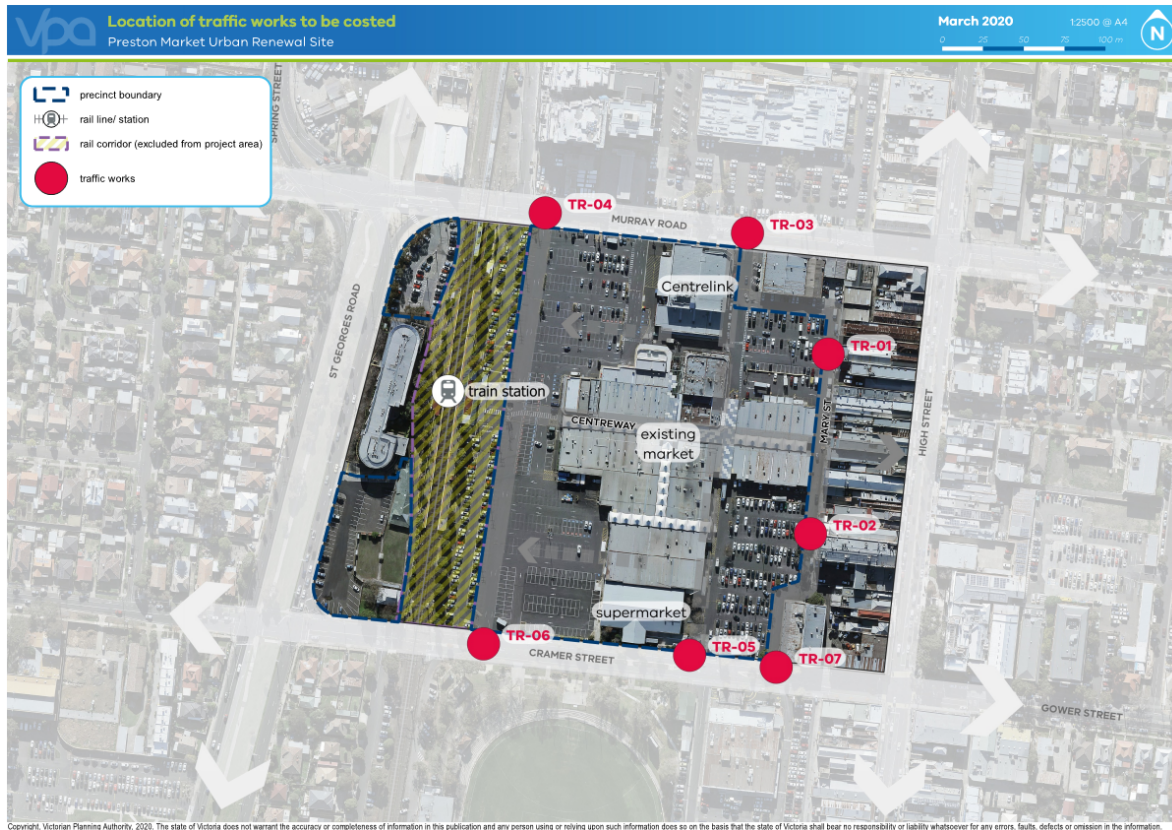 vpa
Location of traffic works to be costed
Preston Market Urban Renewal Site
March 2020
1:2500 @ A4
0 25 50 75 100 m
N
precinct boundary
rail line/ station
rail corridor (excluded from project area)
traffic works
SPRING STREET
TR-04
MURRAY ROAD
TR-03
Centrelink
ST GEORGES ROAD
TR-01
train station
CENTREWAY
existing
market
MARY ST
HIGH STREET
TR-02
supermarket
TR-06
TR-05
CRAMER STREET
TR-07
GOWER STREET
Copyright. Victorian Planning Authority. 2020. The state of Victoria does not warrant the accuracy or completeness of information in this publication and any person using or relying upon such information does so on the basis that the state of Victoria shall bear no responsibility or liability whatsoever for any errors, faults, defects or omission in the information.